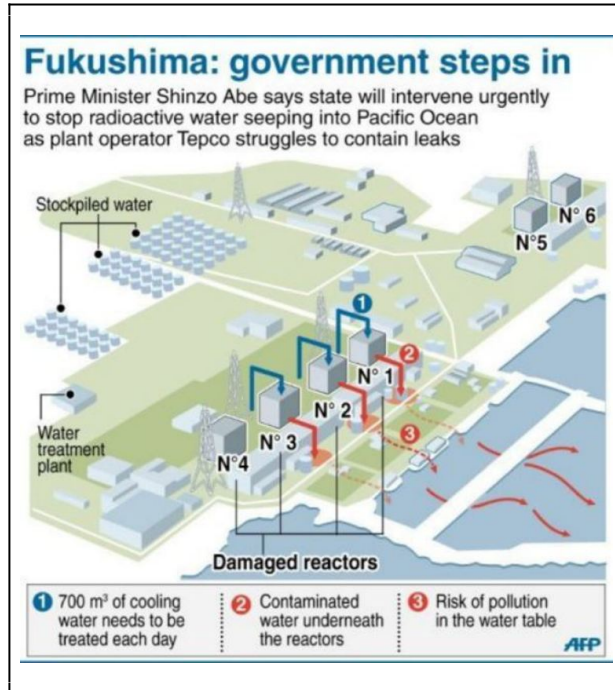 Fukushima: government steps in
Prime Minister Shinzo Abe says state will intervene urgently
to stop radioactive water seeping into Pacific Ocean
as plant operator Tepco struggles to contain leaks
Stockpiled water
N° 6
N°5
1
2
N° 1
N° 2
3
N° 3
N°4
Water
treatment
plant
Damaged reactors
1 700 m³ of cooling
water needs to be
treated each day
2 Contaminated
water underneath
the reactors
3 Risk of pollution
in the water table
AFP